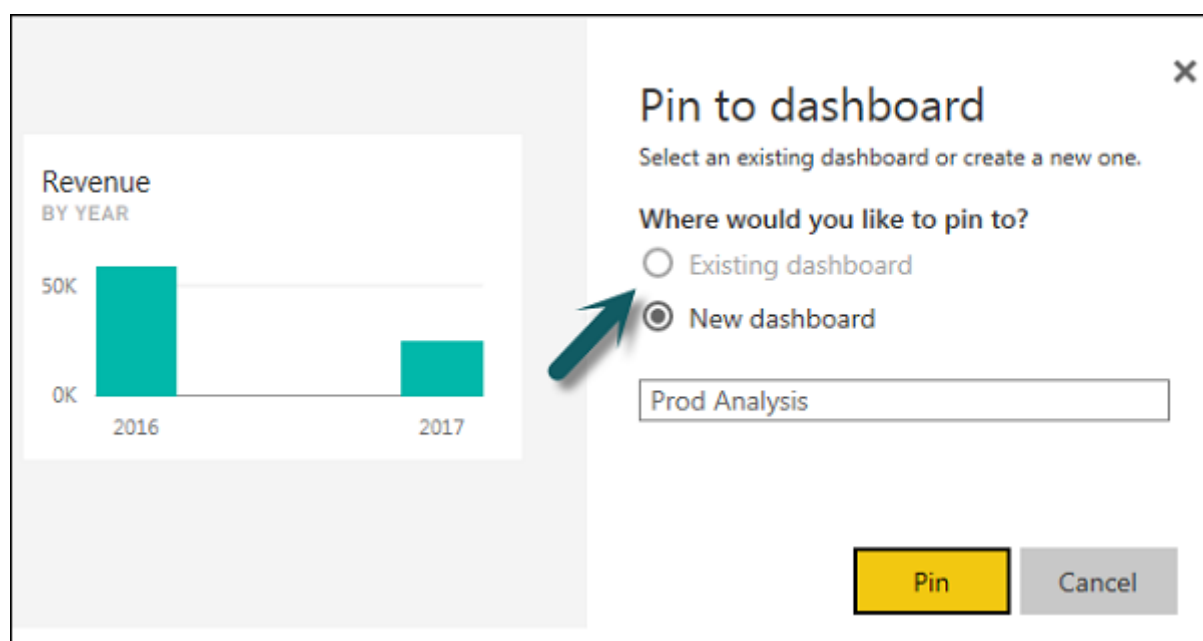 Revenue
BY YEAR
50K
0K
2016 2017
Pin to dashboard
Select an existing dashboard or create a new one.
Where would you like to pin to?
Existing dashboard
New dashboard
Prod Analysis
Pin Cancel